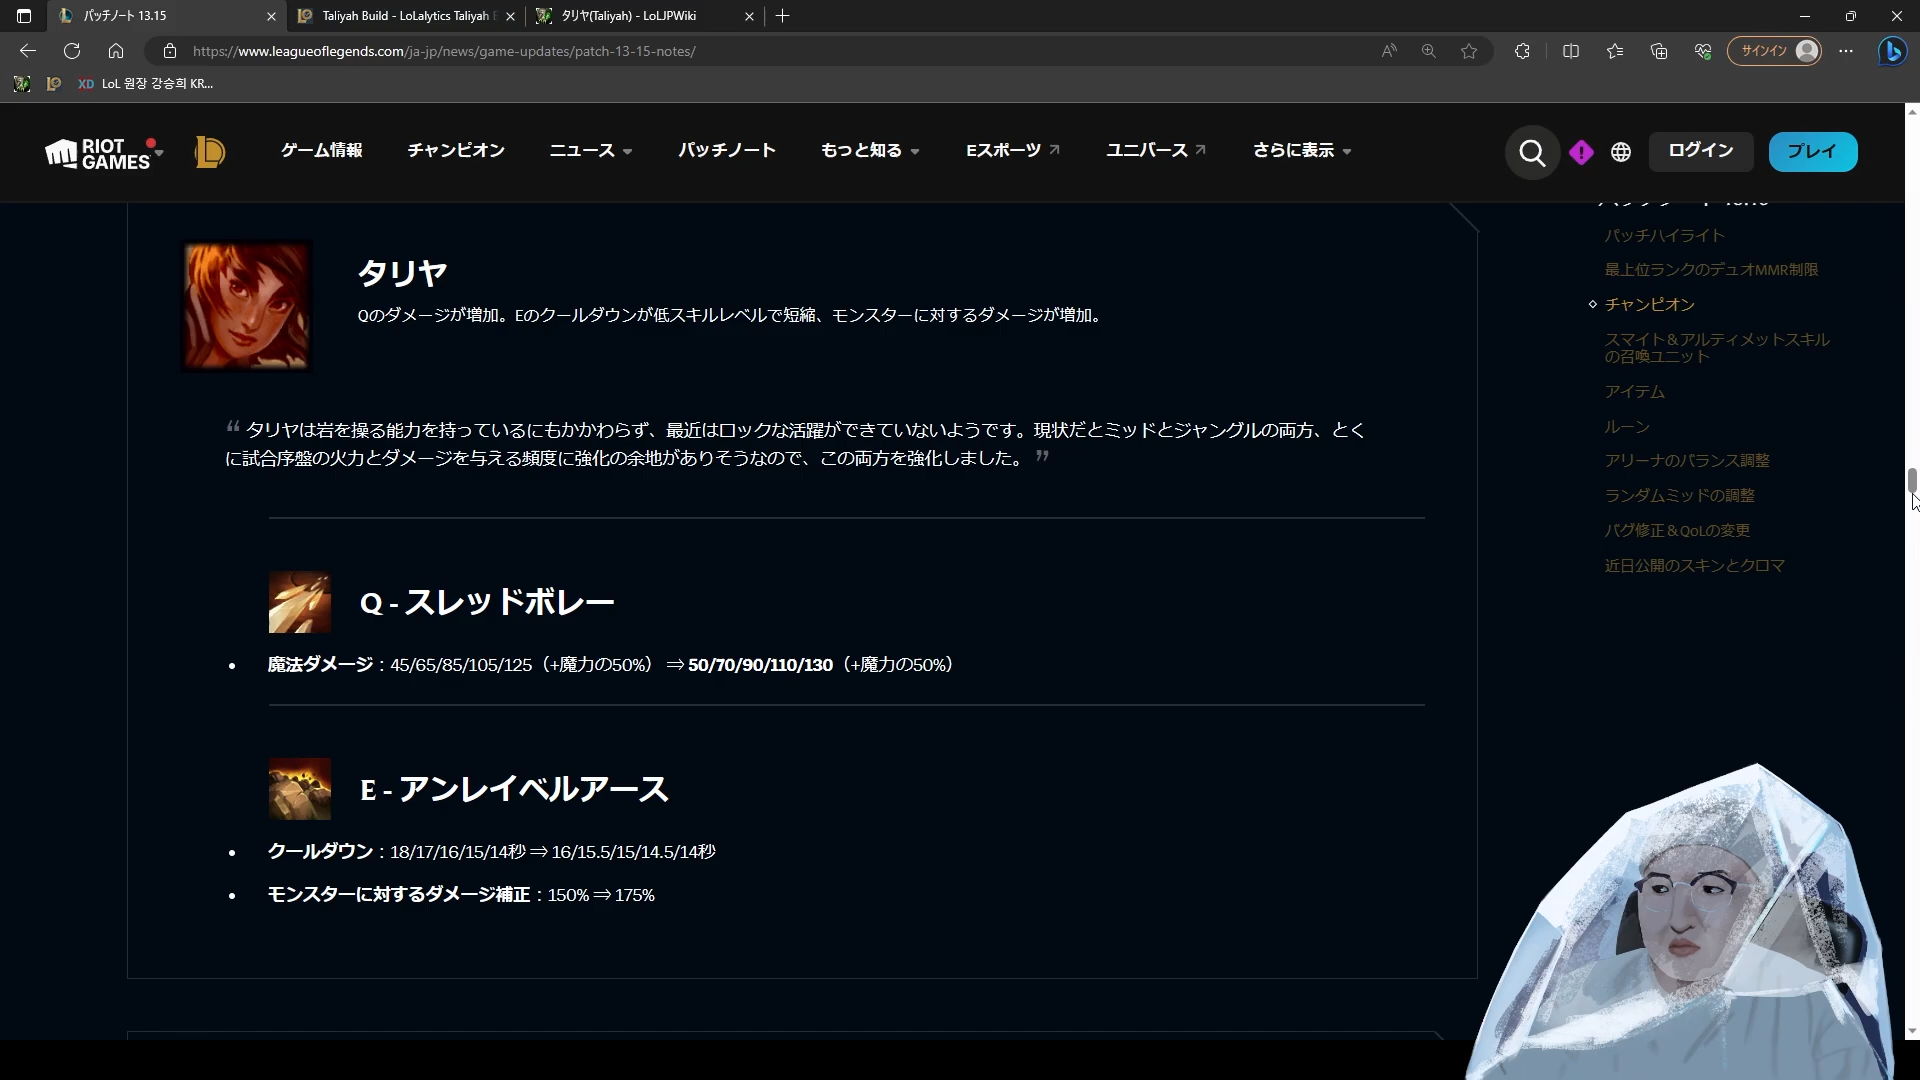 パッチノート 13.15
Taliyah Build - LoLalytics Taliyah
タリヤ(Taliyah) - LoLJPWiki
https://www.leagueoflegends.com/ja-jp/news/game-updates/patch-13-15-notes/
サインイン
XD LoL 원장 강승희 KR...
RIOT GAMES
ゲーム情報
チャンピオン
ニュース
パッチノート
もっと知る
Eスポーツ
ユニバース
さらに表示
ログイン
プレイ
タリヤ
Qのダメージが増加。Eのクールダウンが低スキルレベルで短縮、モンスターに対するダメージが増加。
“ タリヤは岩を操る能力を持っているにもかかわらず、最近はロックな活躍ができていないようです。現状だとミッドとジャングルの両方、とく
に試合序盤の火力とダメージを与える頻度に強化の余地がありそうなので、この両方を強化しました。 ”
Q - スレッドボレー
• 魔法ダメージ：45/65/85/105/125（+魔力の50%） ⇒ 50/70/90/110/130（+魔力の50%）
E - アンレイベルアース
• クールダウン：18/17/16/15/14秒 ⇒ 16/15.5/15/14.5/14秒
• モンスターに対するダメージ補正：150% ⇒ 175%
パッチハイライト
最上位ランクのデュオMMR制限
チャンピオン
スマイト＆アルティメットスキル
の召喚ユニット
アイテム
ルーン
アリーナのバランス調整
ランダムミッドの調整
バグ修正＆QoLの変更
近日公開のスキンとクロマ